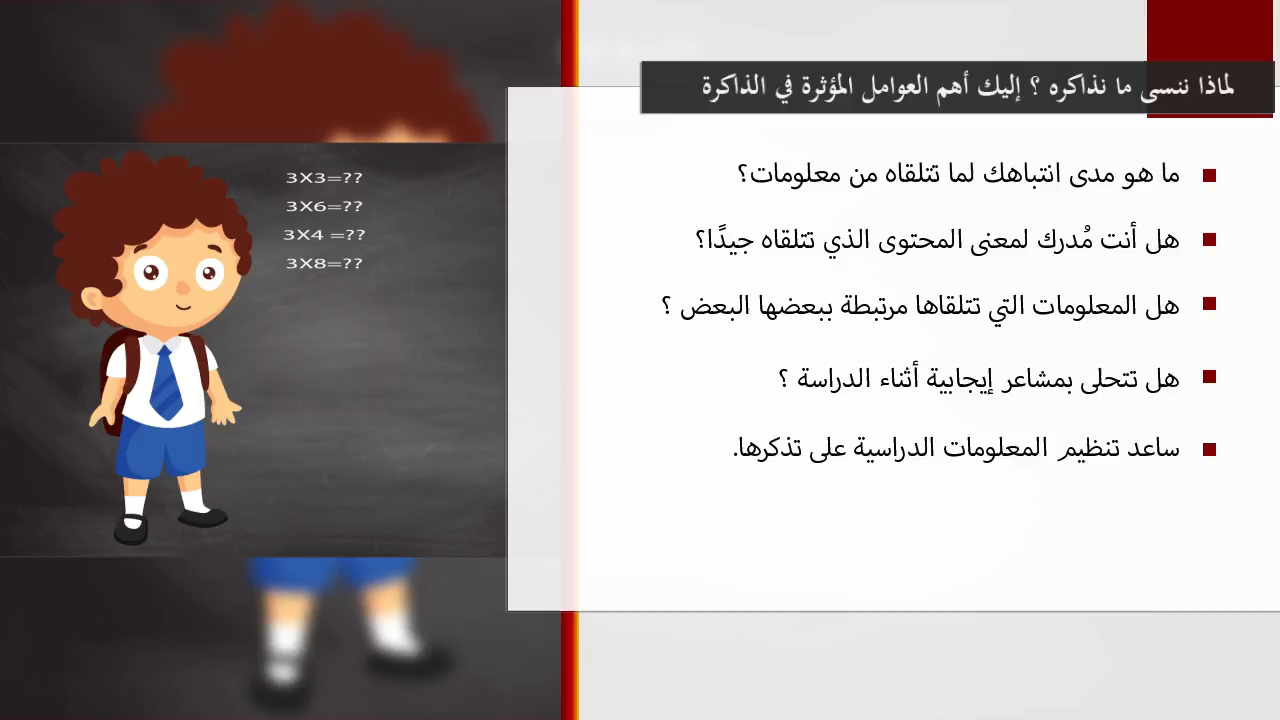 لماذا ننسى ما نذاكره ؟ إليك أهم العوامل المؤثرة في الذاكرة
ما هو مدى انتباهك لما تتلقاه من معلومات؟
هل أنت مُدرك لمعنى المحتوى الذي تتلقاه جيدًا؟
هل المعلومات التي تتلقاها مرتبطة ببعضها البعض ؟
هل تتحلى بمشاعر إيجابية أثناء الدراسة ؟
ساعد تنظيم المعلومات الدراسية على تذكرها.
3X3=??
3X6=??
3X4 =??
3X8=??